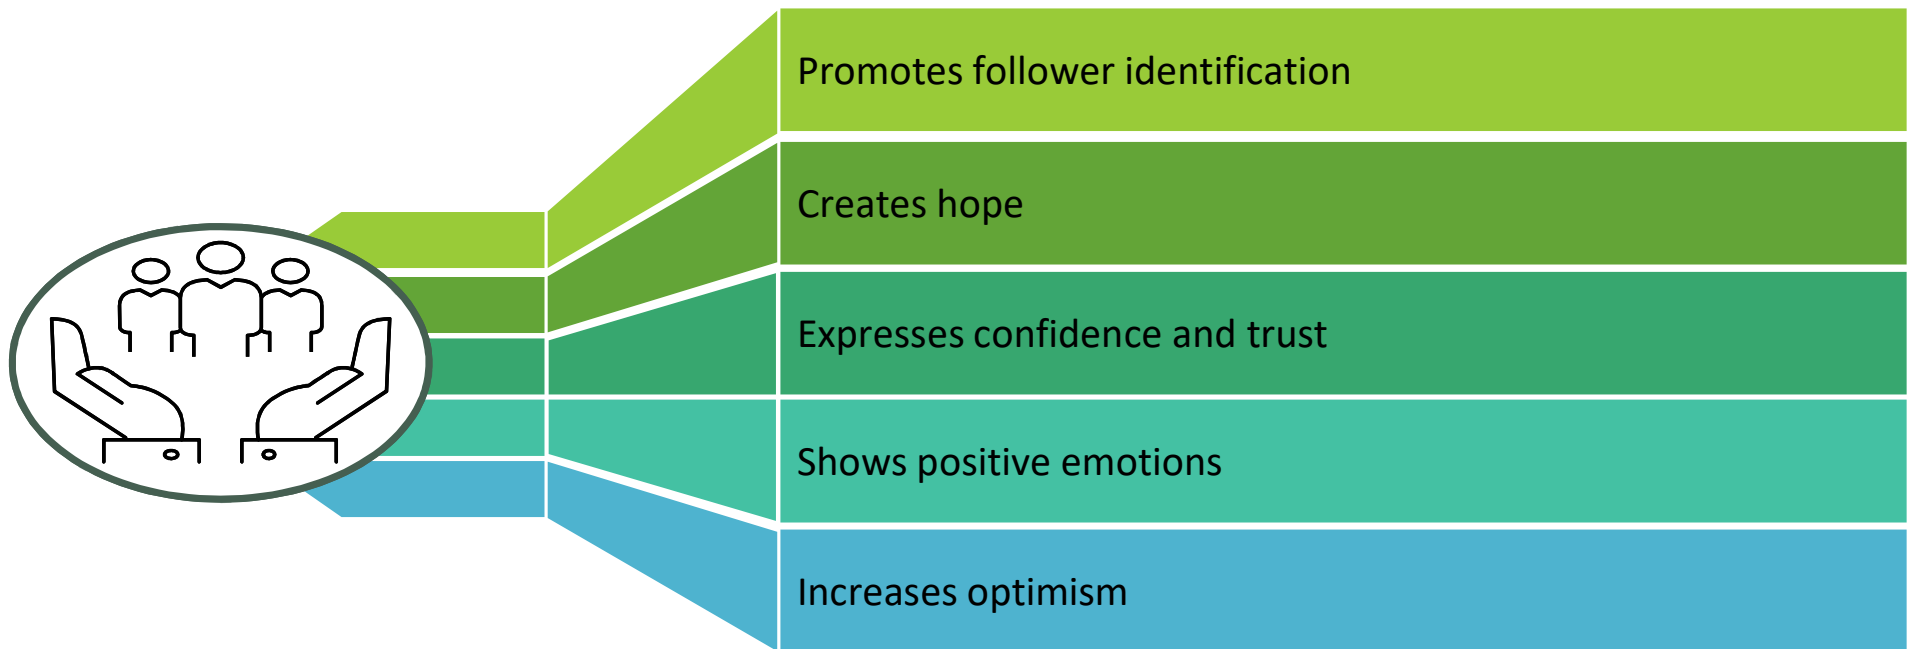 Promotes follower identification
Creates hope
Expresses confidence and trust
Shows positive emotions
Increases optimism